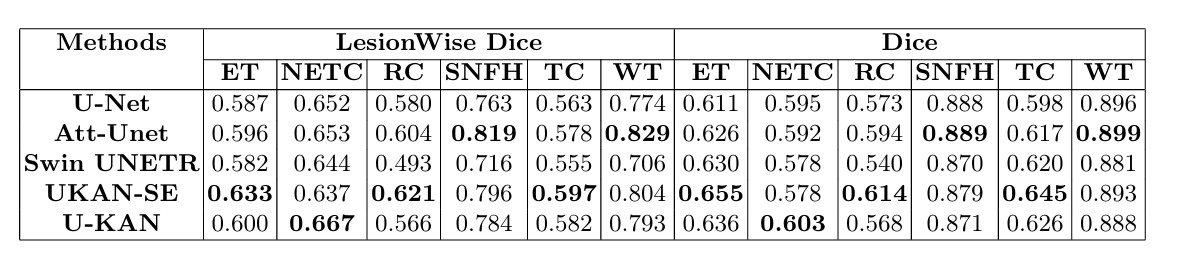 Methods LesionWise Dice Dice
ET NETC RC SNFH TC WT ET NETC RC SNFH TC WT
U-Net 0.587 0.652 0.580 0.763 0.563 0.774 0.611 0.595 0.573 0.888 0.598 0.896
Att-Unet 0.596 0.653 0.604 0.819 0.578 0.829 0.626 0.592 0.594 0.889 0.617 0.899
Swin UNETR 0.582 0.644 0.493 0.716 0.555 0.706 0.630 0.578 0.540 0.870 0.620 0.881
UKAN-SE 0.633 0.637 0.621 0.796 0.597 0.804 0.655 0.578 0.614 0.879 0.645 0.893
U-KAN 0.600 0.667 0.566 0.784 0.582 0.793 0.636 0.603 0.568 0.871 0.626 0.888